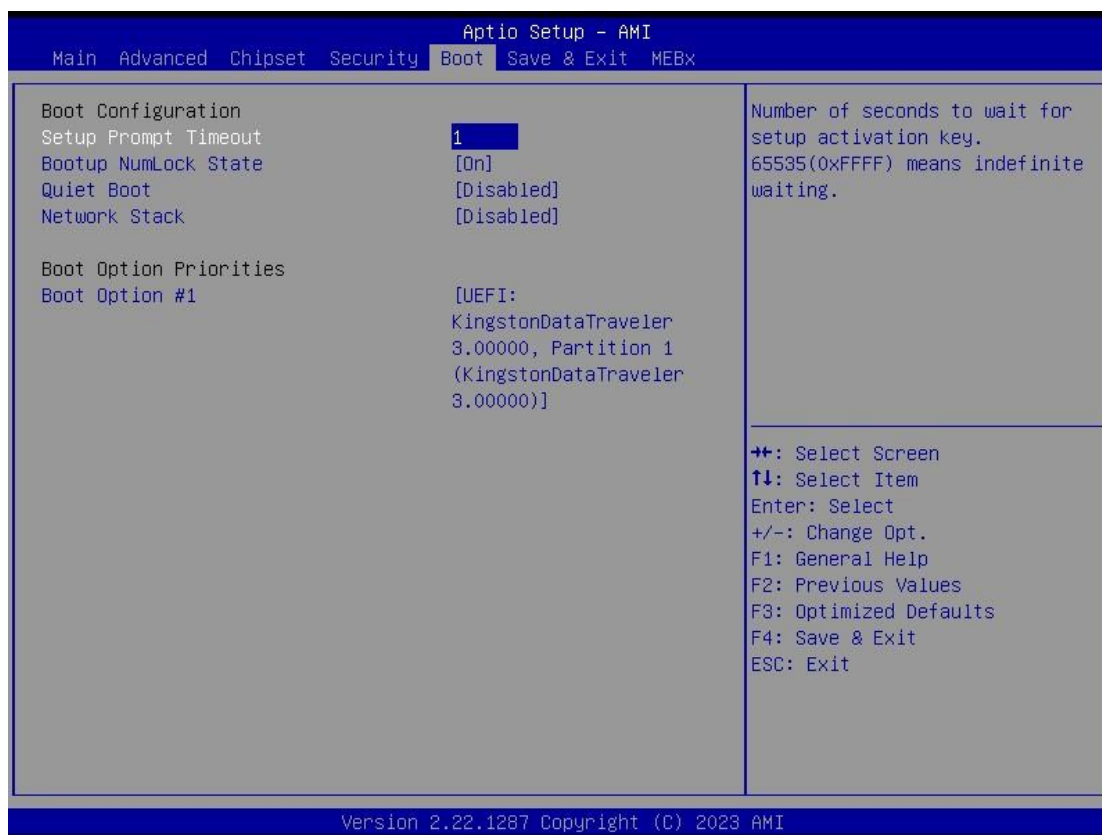 Aptio Setup – AMI
Main Advanced Chipset Security Boot Save & Exit MEBx
Boot Configuration
Setup Prompt Timeout 1
Bootup NumLock State [On]
Quiet Boot [Disabled]
Network Stack [Disabled]
Boot Option Priorities
Boot Option #1 [UEFI:
KingstonDataTraveler
3.00000, Partition 1
(KingstonDataTraveler
3.00000)]
Number of seconds to wait for
setup activation key.
65535(0xFFFF) means indefinite
waiting.
→←: Select Screen
↑↓: Select Item
Enter: Select
+/-: Change Opt.
F1: General Help
F2: Previous Values
F3: Optimized Defaults
F4: Save & Exit
ESC: Exit
Version 2.22.1287 Copyright (C) 2023 AMI